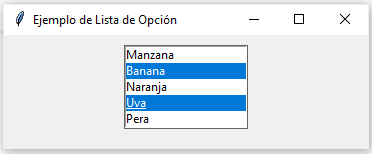 Ejemplo de Lista de Opción
Manzana
Banana
Naranja
Uva
Pera